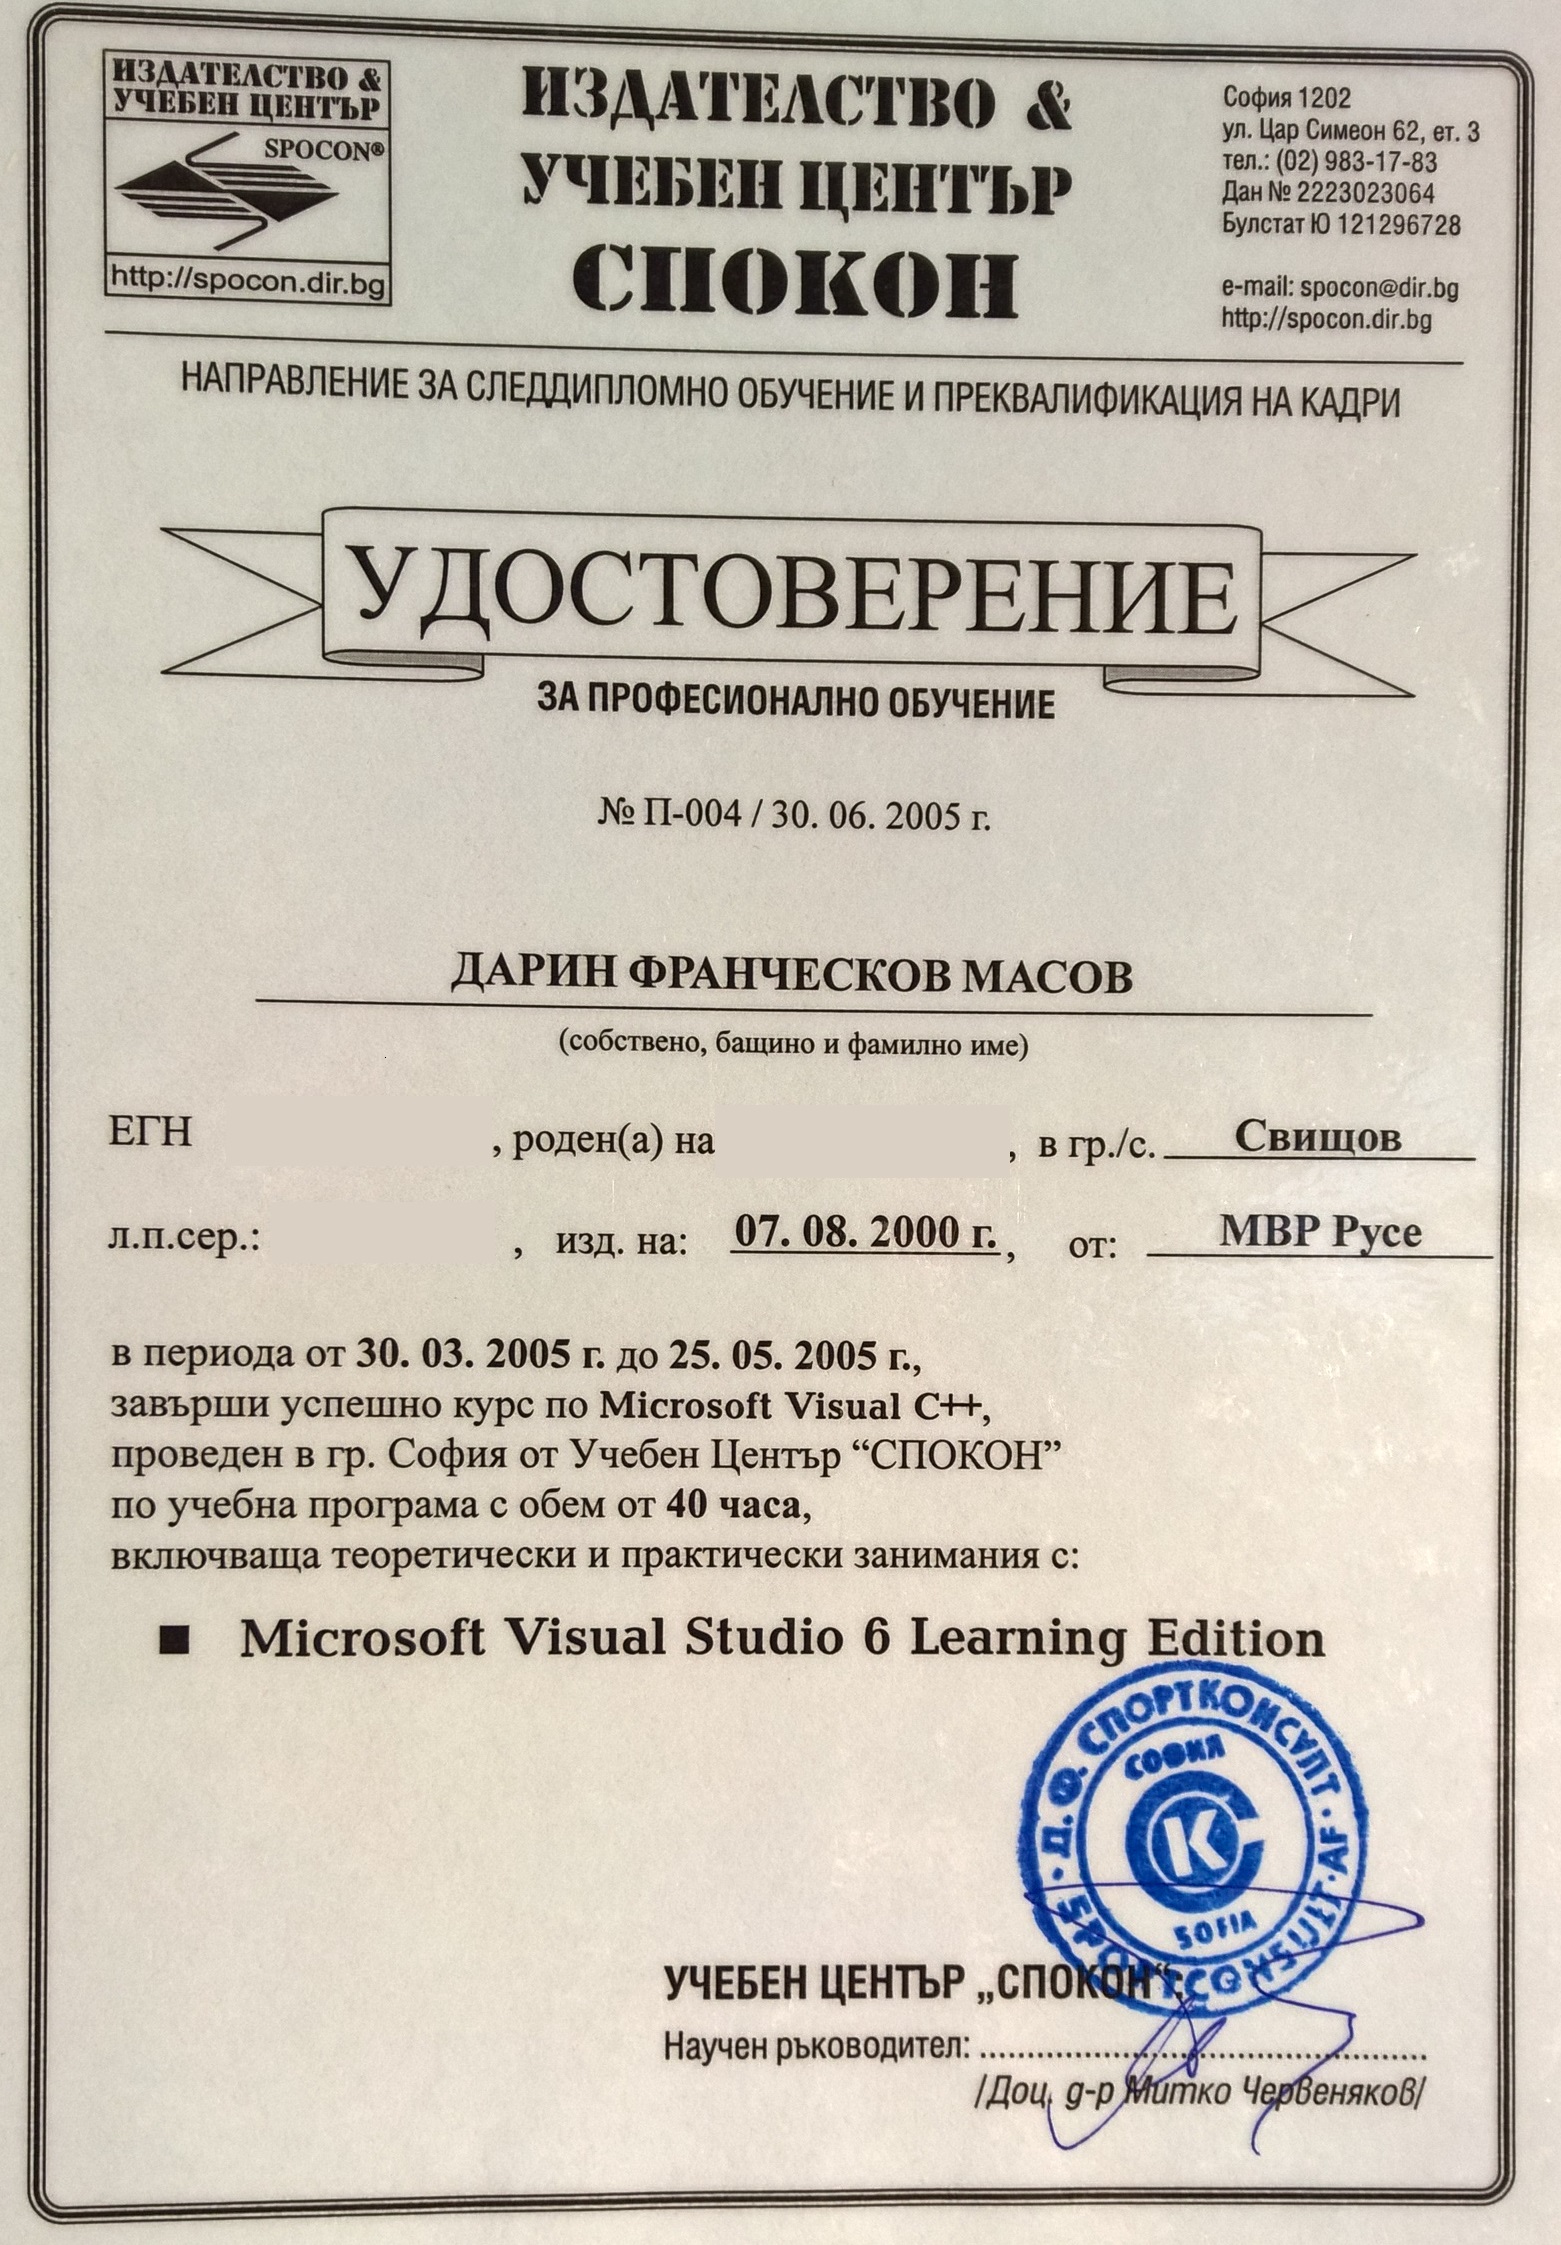 ИЗДАТЕЛСТВО &
УЧЕБЕН ЦЕНТЪР
SPOCON®
http://spocon.dir.bg
ИЗДАТЕЛСТВО &
УЧЕБЕН ЦЕНТЪР
СПОКОН
София 1202
ул. Цар Симеон 62, ет. 3
тел.: (02) 983-17-83
Дан № 2223023064
Булстат Ю 121296728
e-mail: spocon@dir.bg
http://spocon.dir.bg
НАПРАВЛЕНИЕ ЗА СЛЕДДИПЛОМНО ОБУЧЕНИЕ И ПРЕКВАЛИФИКАЦИЯ НА КАДРИ
УДОСТОВЕРЕНИЕ
ЗА ПРОФЕСИОНАЛНО ОБУЧЕНИЕ
№ П-004 / 30. 06. 2005 г.
ДАРИН ФРАНЧЕСКОВ МАСОВ
(собствено, бащино и фамилно име)
ЕГН , роден(а) на , в гр./с. Свищов
л.п.сер.: , изд. на: 07. 08. 2000 г., от: МВР Русе
в периода от 30. 03. 2005 г. до 25. 05. 2005 г.,
завърши успешно курс по Microsoft Visual C++,
проведен в гр. София от Учебен Център “СПОКОН”
по учебна програма с обем от 40 часа,
включваща теоретически и практически занимания с:
■ Microsoft Visual Studio 6 Learning Edition
Д. Ф. СПОРТКОНСУЛТ · AF · SPORTCONSULT ·
СОФИЯ
СК
SOFIA
УЧЕБЕН ЦЕНТЪР „СПОКОН“:
Научен ръководител: ................................................
/Доц. д-р Митко Червеняков/